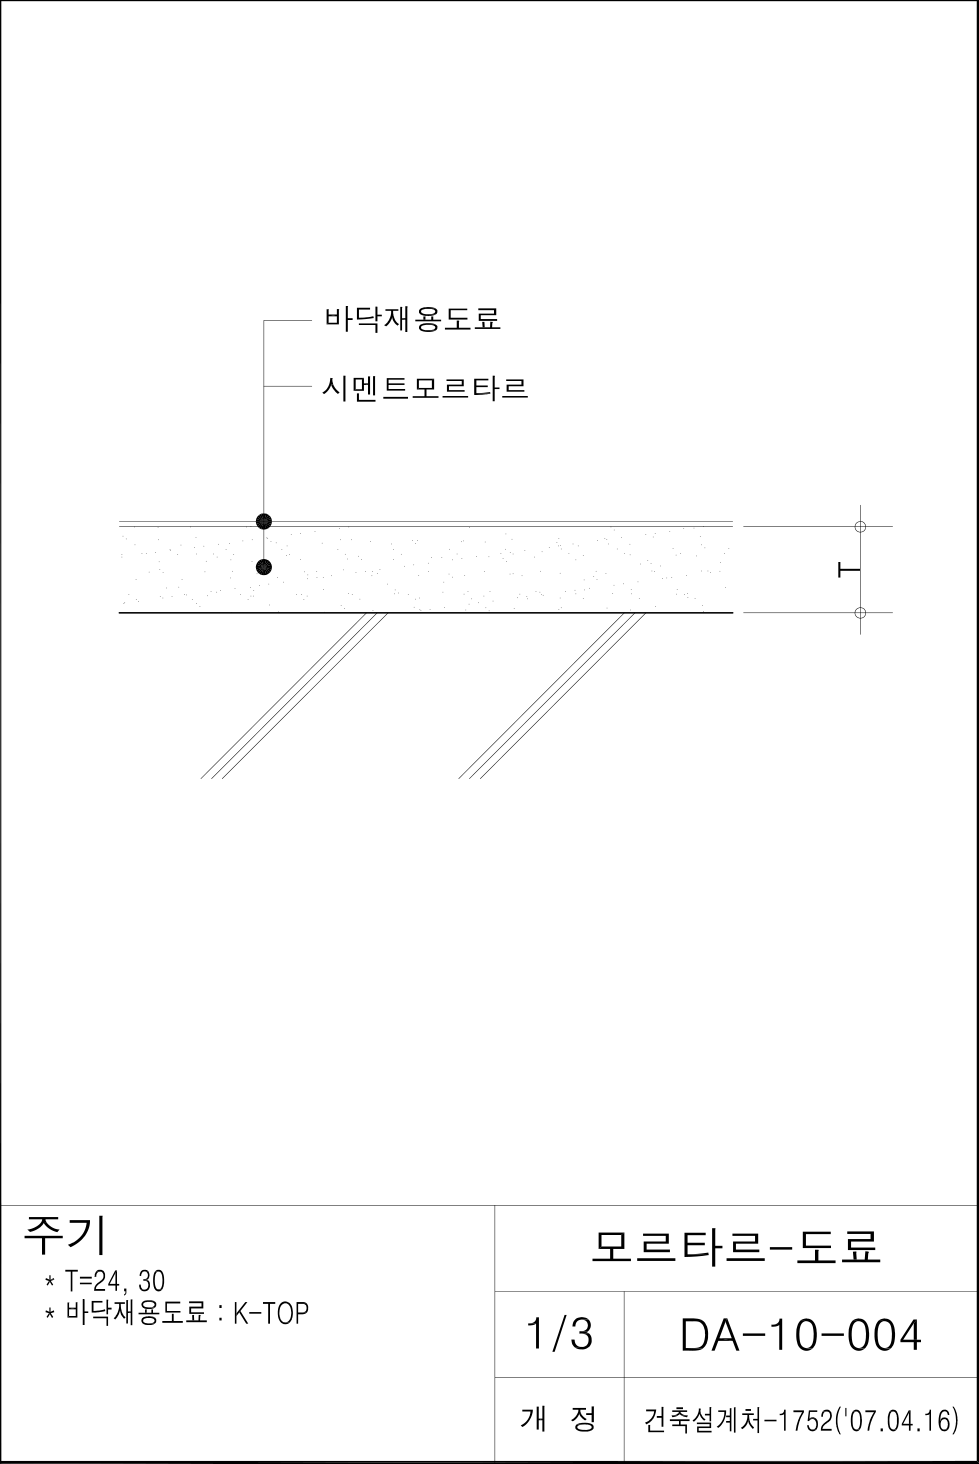 바닥재용도료
시멘트모르타르
T
주기
* T=24, 30
* 바닥재용도료 : K-TOP
모르타르-도료
1/3
DA-10-004
개 정
건축설계처-1752('07.04.16)